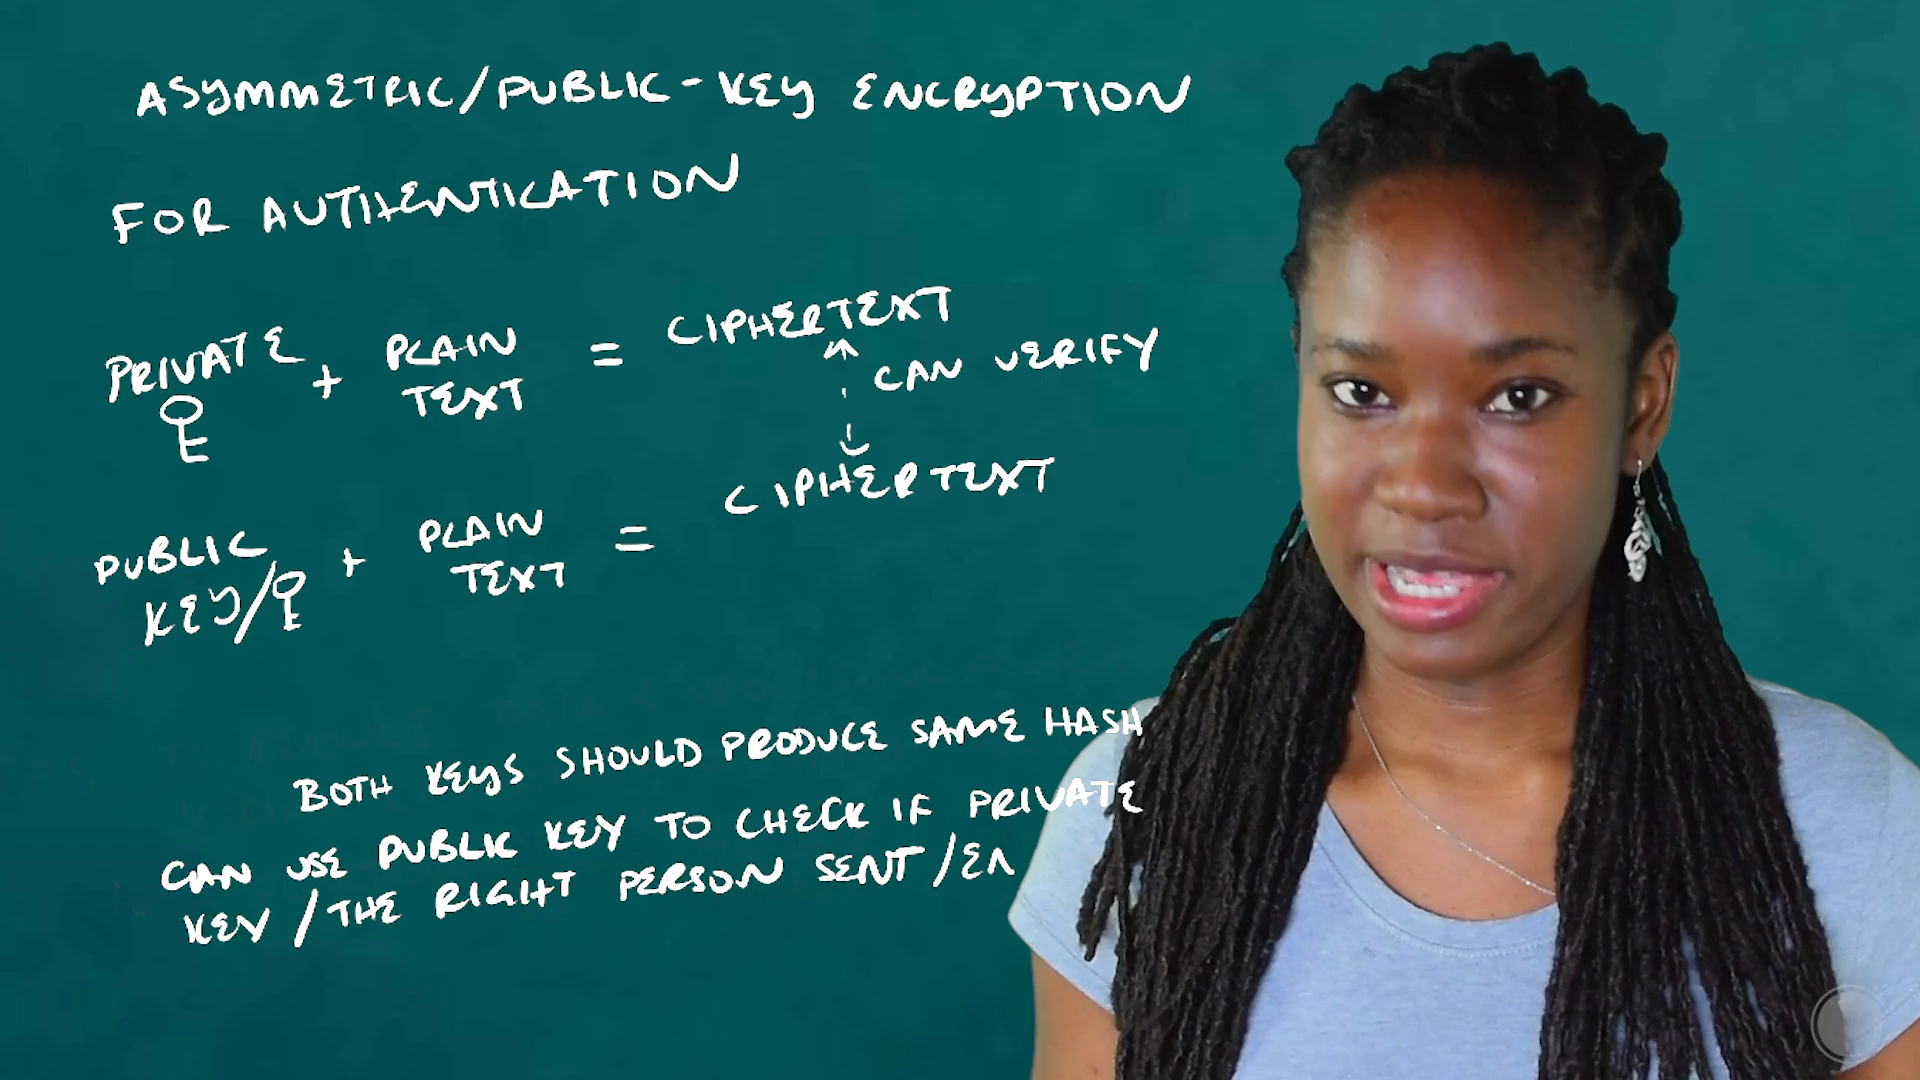 ASYMMETRIC/PUBLIC-KEY ENCRYPTION
FOR AUTHENTICATION
PRIVATE + PLAIN TEXT = CIPHERTEXT
CAN VERIFY
PUBLIC KEY/ + PLAIN TEXT = CIPHERTEXT
BOTH KEYS SHOULD PRODUCE SAME HASH
CAN USE PUBLIC KEY TO CHECK IF PRIVATE
KEY/THE RIGHT PERSON SENT/EN